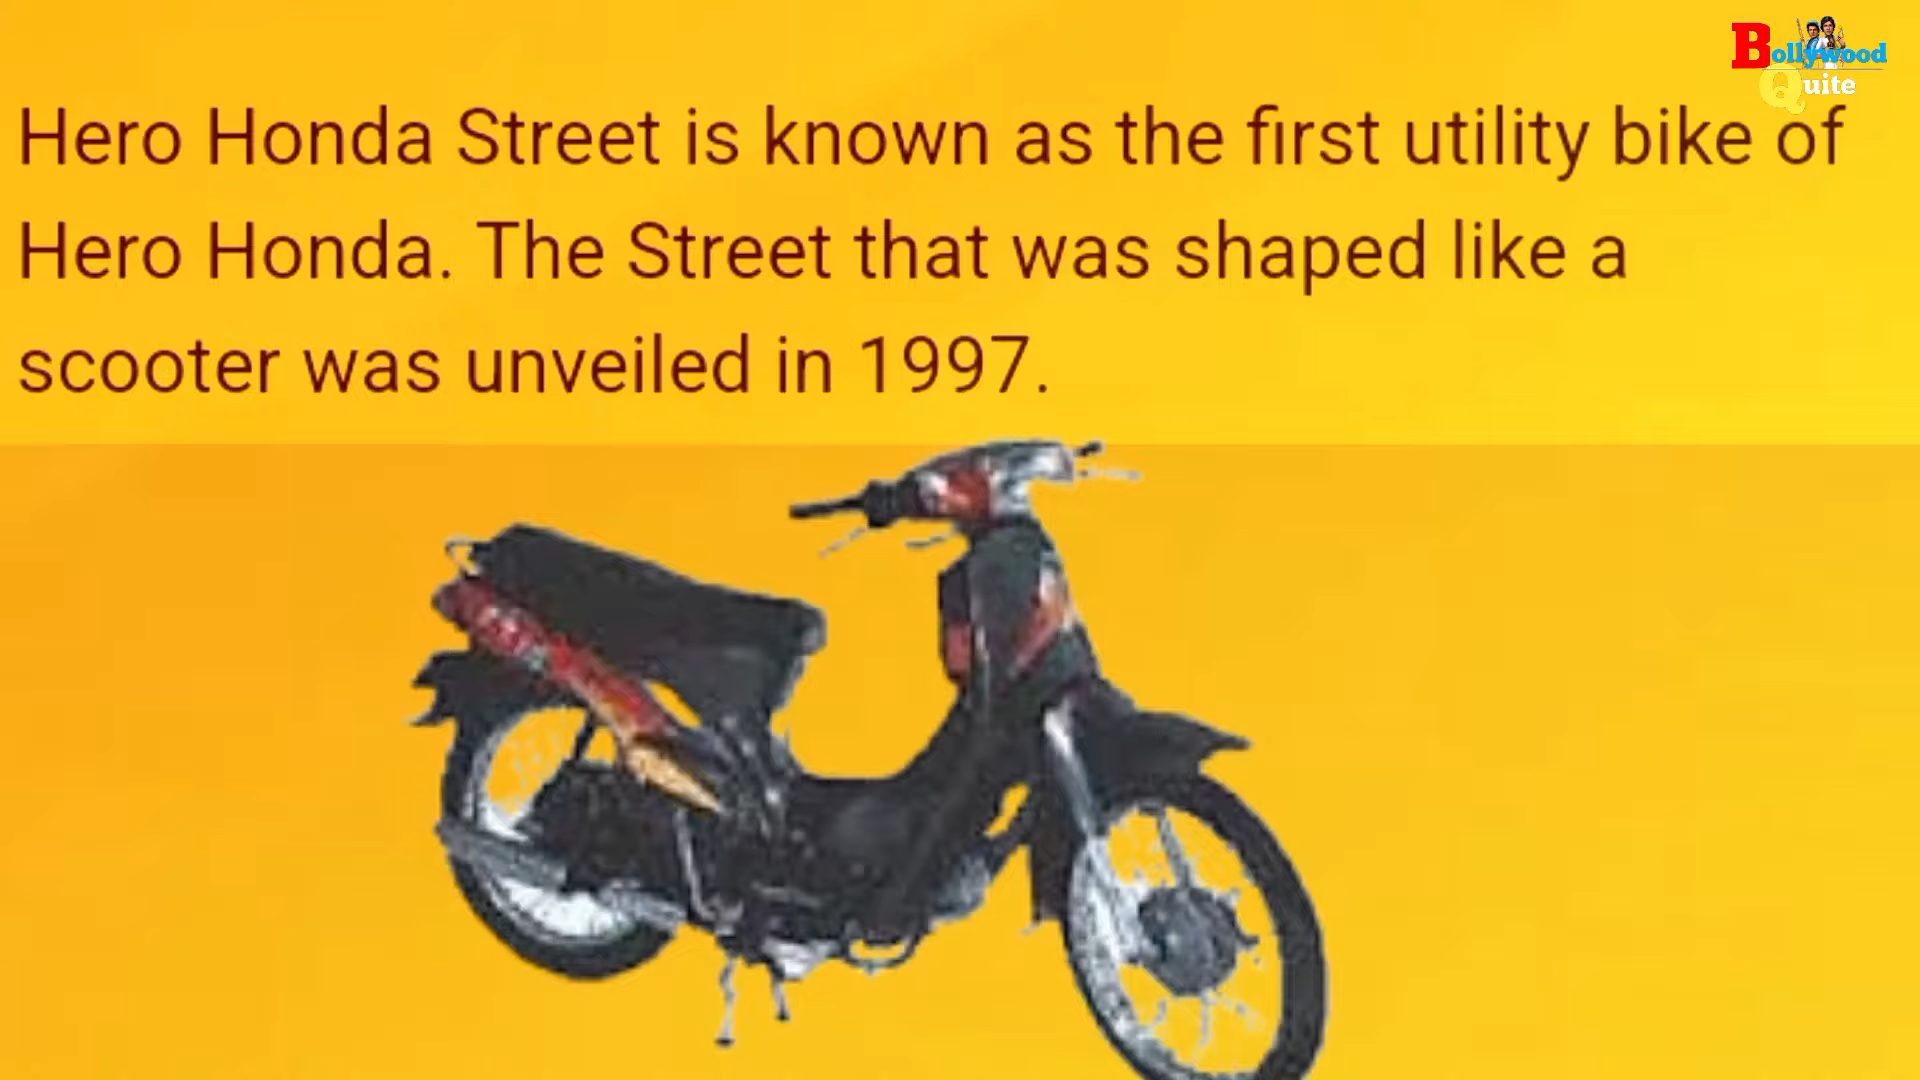 Bollywood
Quite
Hero Honda Street is known as the first utility bike of
Hero Honda. The Street that was shaped like a
scooter was unveiled in 1997.